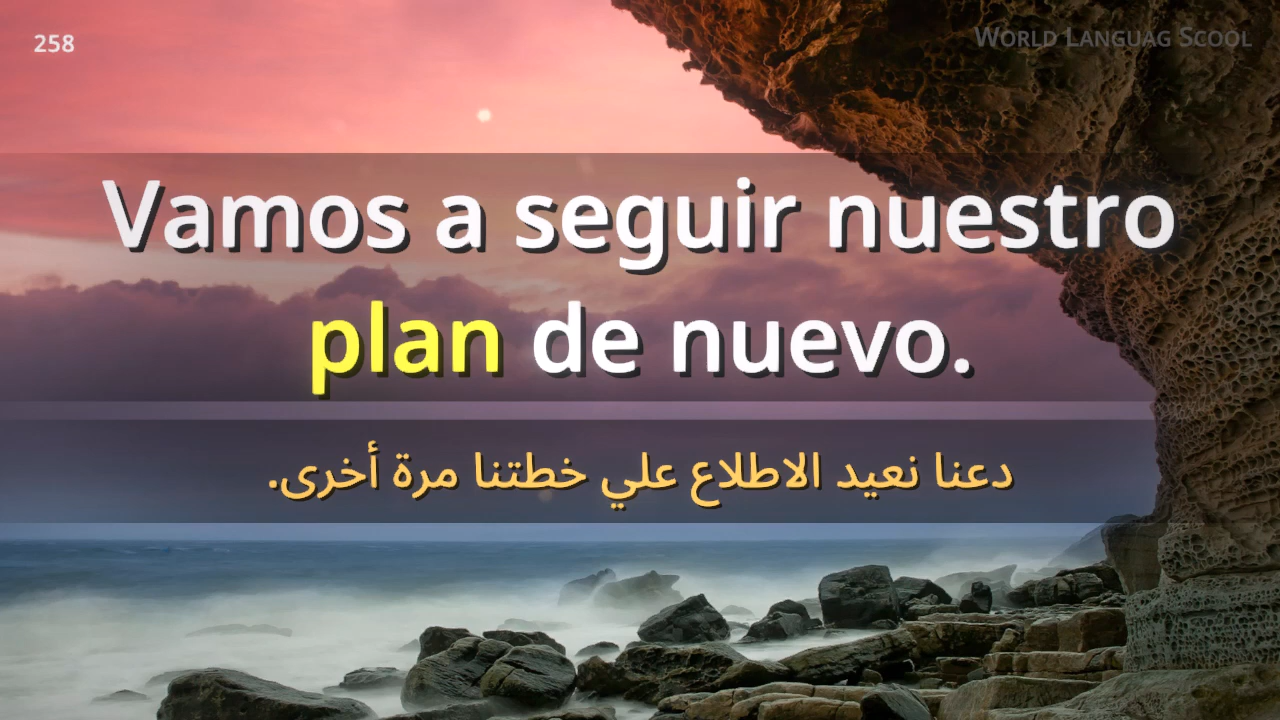 258
WORLD LANGUAG SCOOL
Vamos a seguir nuestro
plan de nuevo.
دعنا نعيد الاطلاع علي خطتنا مرة أخرى.